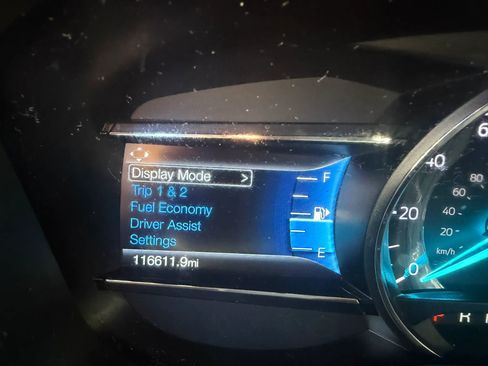 Display Mode >
Trip 1 & 2
Fuel Economy
Driver Assist
Settings
116611.9mi
F
E
80
60
40
20
km/h
20
0